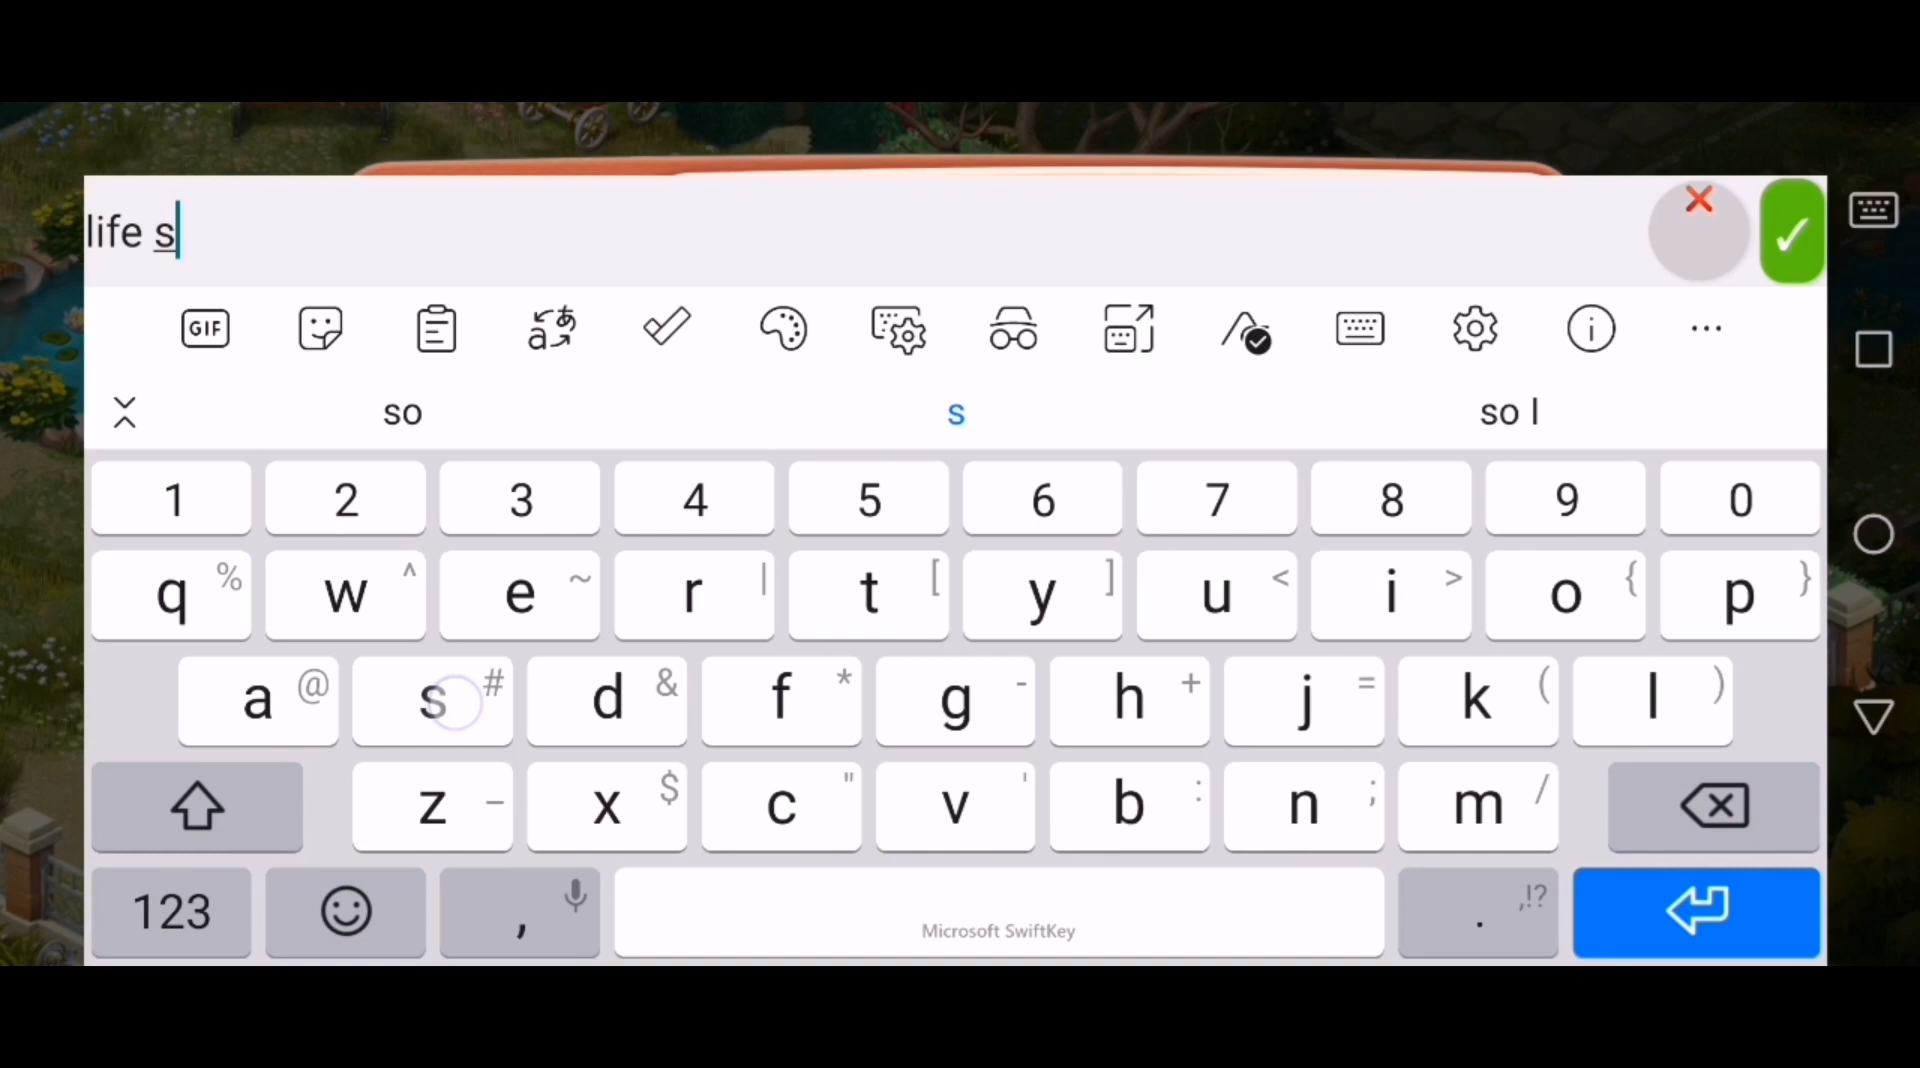 life s
GIF
so s so I
1 2 3 4 5 6 7 8 9 0
q % w ^ e ~ r | t [ y ] u < i > o { p }
a @ s # d & f * g - h + j = k ( l )
z _ x $ c " v ' b : n ; m /
123 , Microsoft SwiftKey . ,!?